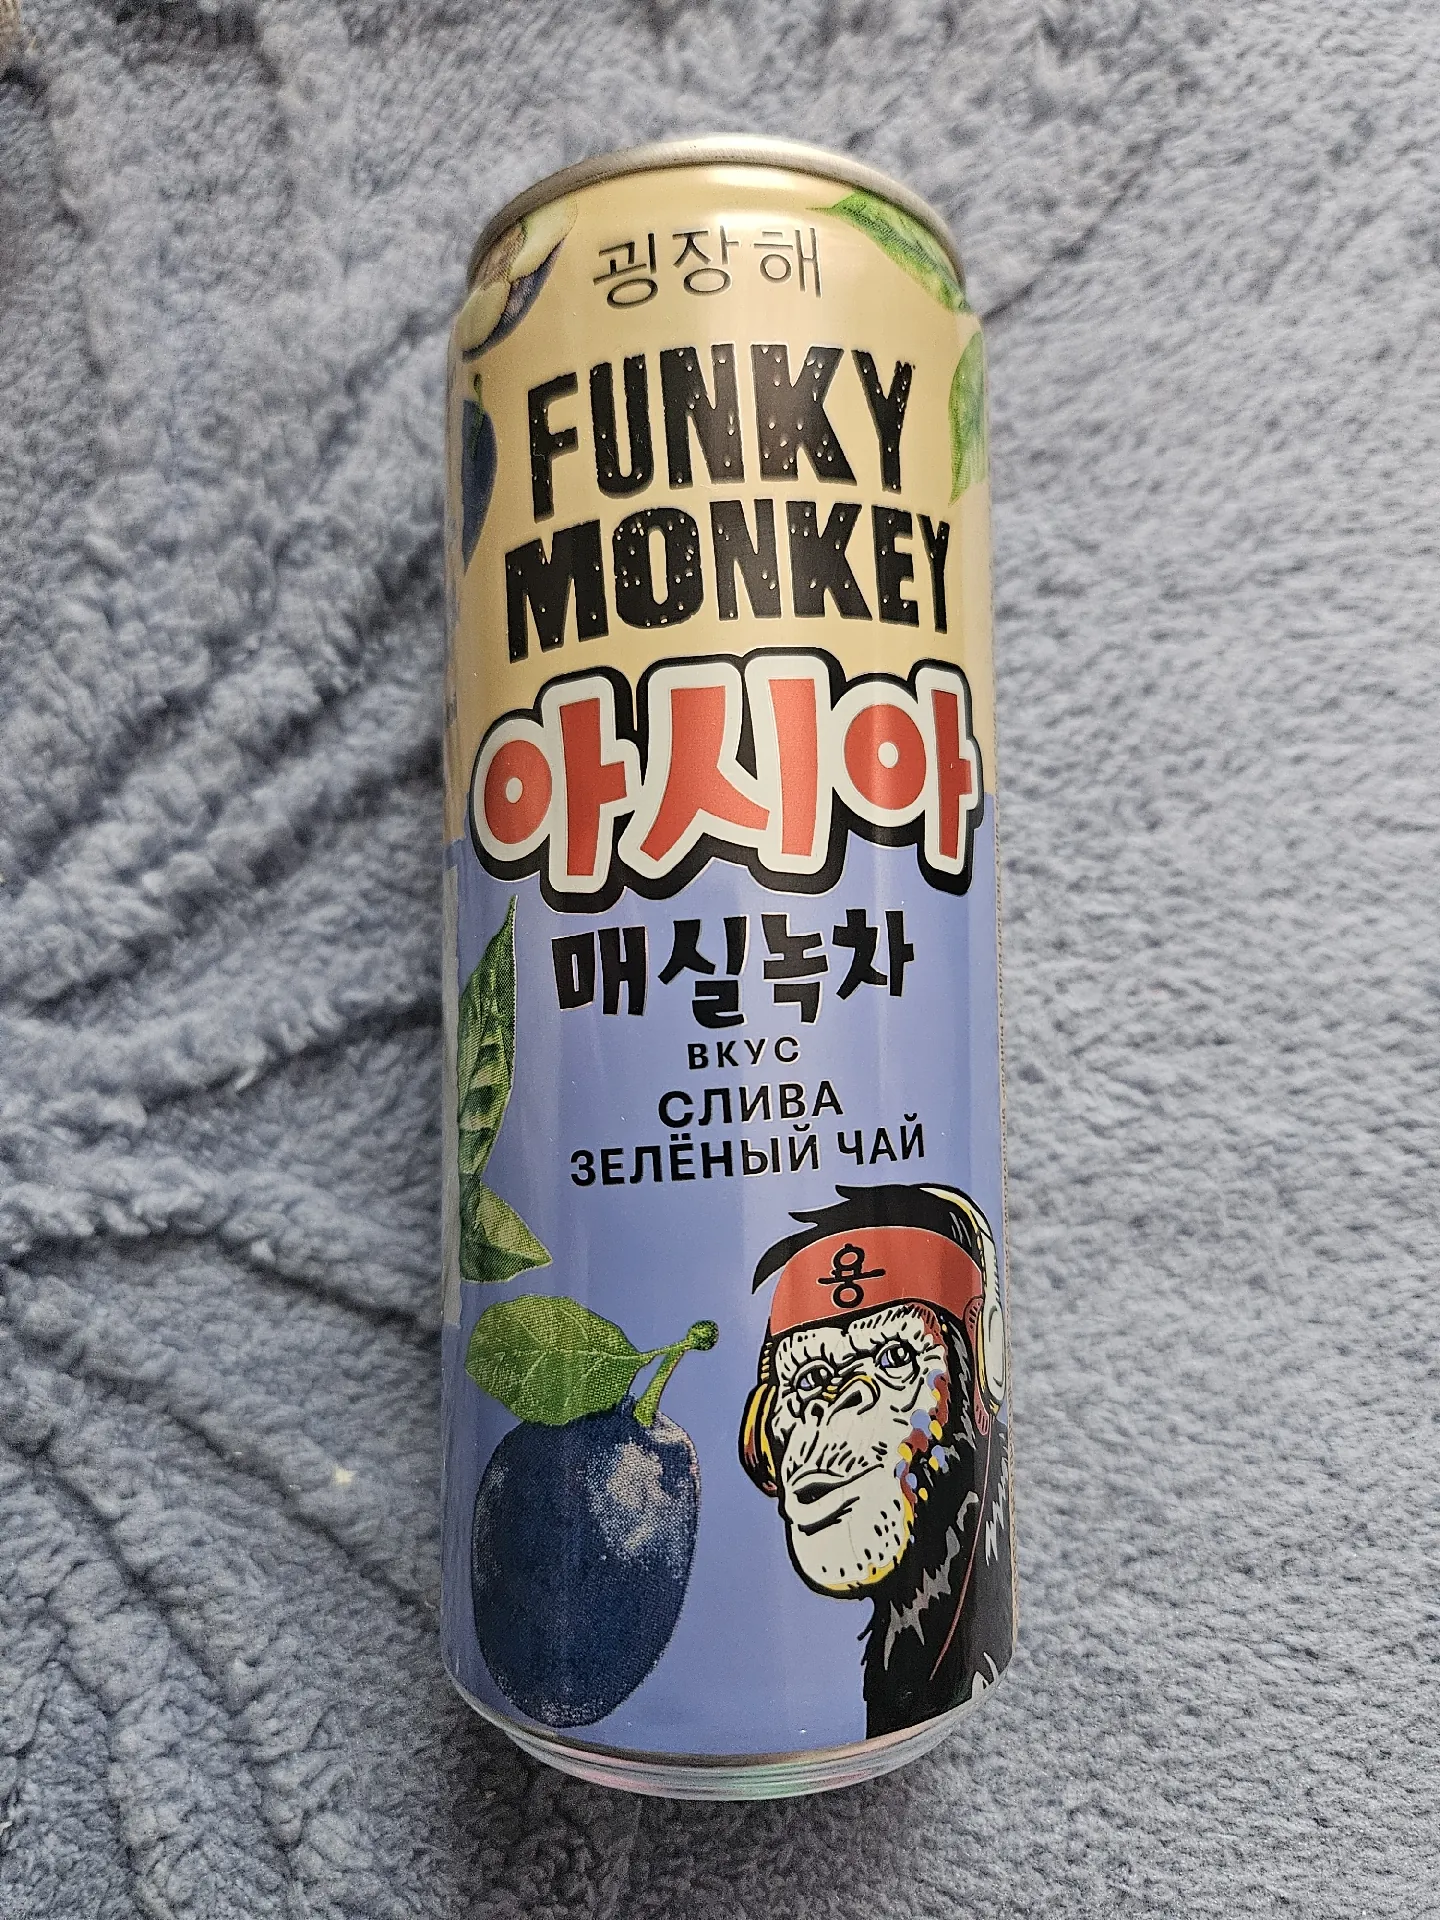 굉장해
FUNKY
MONKEY
아시아
매실녹차
ВКУС
СЛИВА
ЗЕЛЁНЫЙ ЧАЙ
용